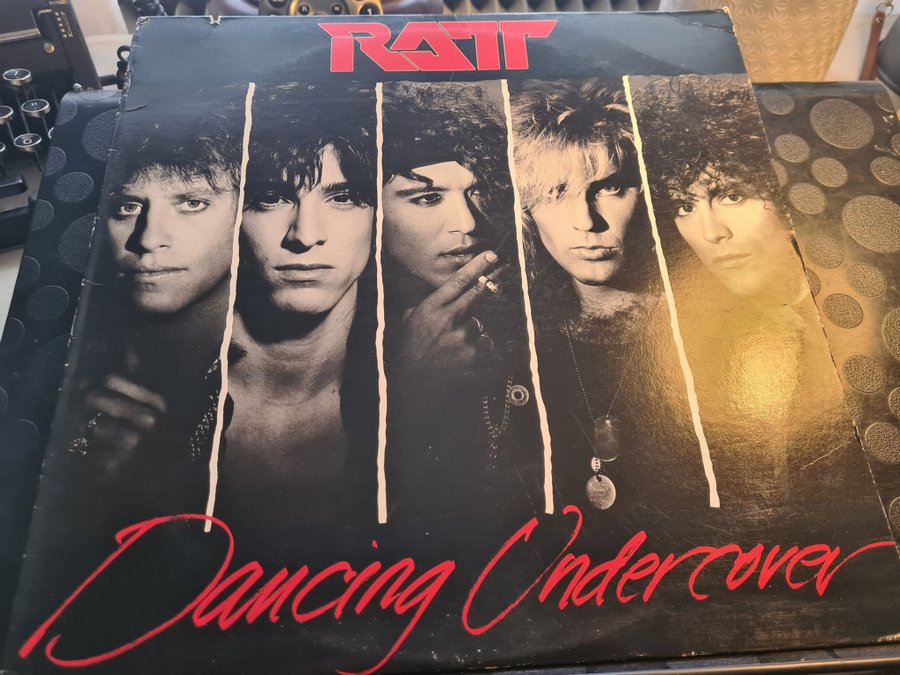 RATT
Dancing Undercover